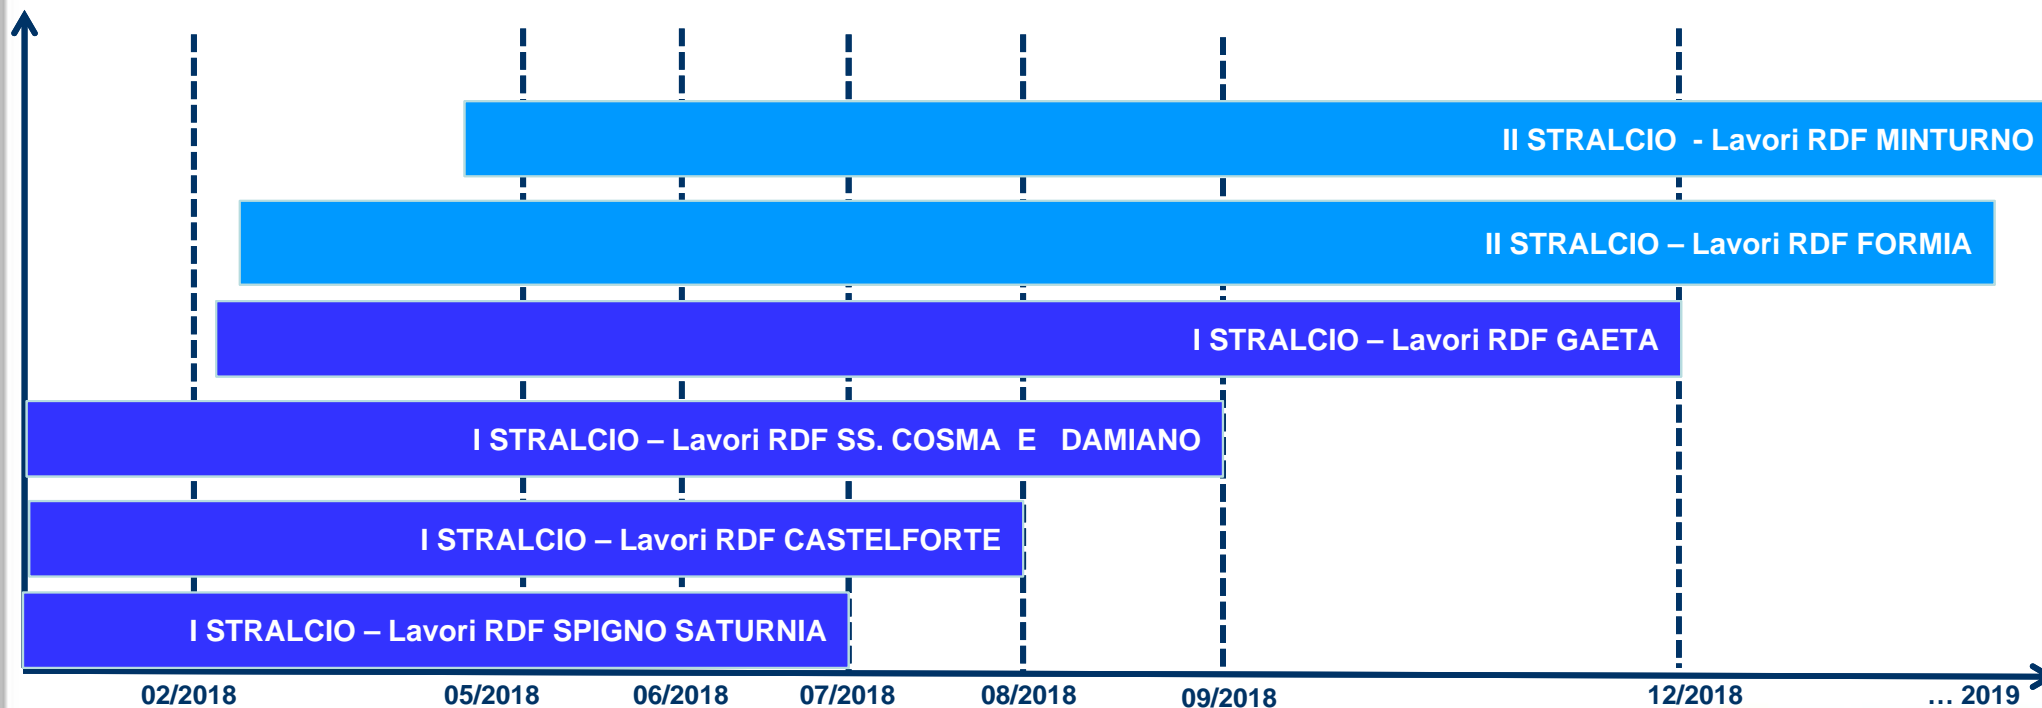 II STRALCIO - Lavori RDF MINTURNO
II STRALCIO – Lavori RDF FORMIA
I STRALCIO – Lavori RDF GAETA
I STRALCIO – Lavori RDF SS. COSMA E DAMIANO
I STRALCIO – Lavori RDF CASTELFORTE
I STRALCIO – Lavori RDF SPIGNO SATURNIA
02/2018 05/2018 06/2018 07/2018 08/2018 09/2018 12/2018 ... 2019